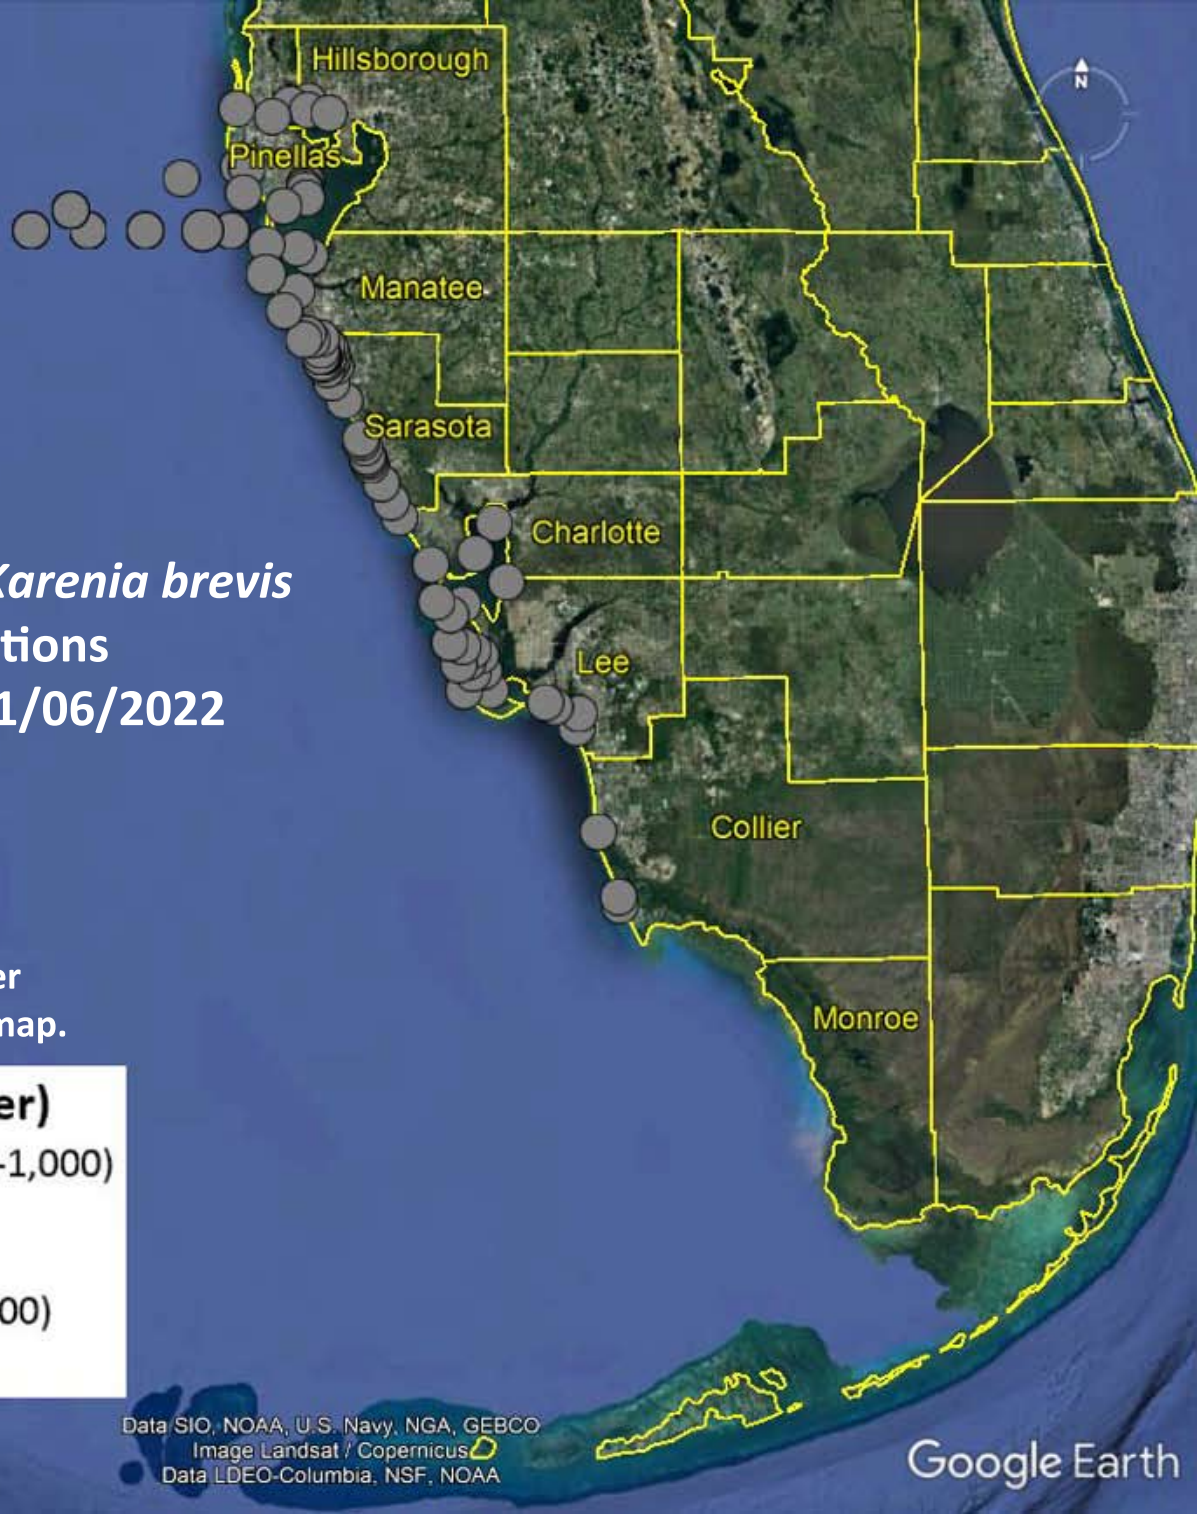 Hillsborough
N
Pinellas
Manatee
Sarasota
Charlotte
Karenia brevis
tions
1/06/2022
Lee
Collier
er
map.
Monroe
er)
-1,000)
00)
Data SIO, NOAA, U.S. Navy, NGA, GEBCO
Image Landsat / Copernicus
Data LDEO-Columbia, NSF, NOAA
Google Earth